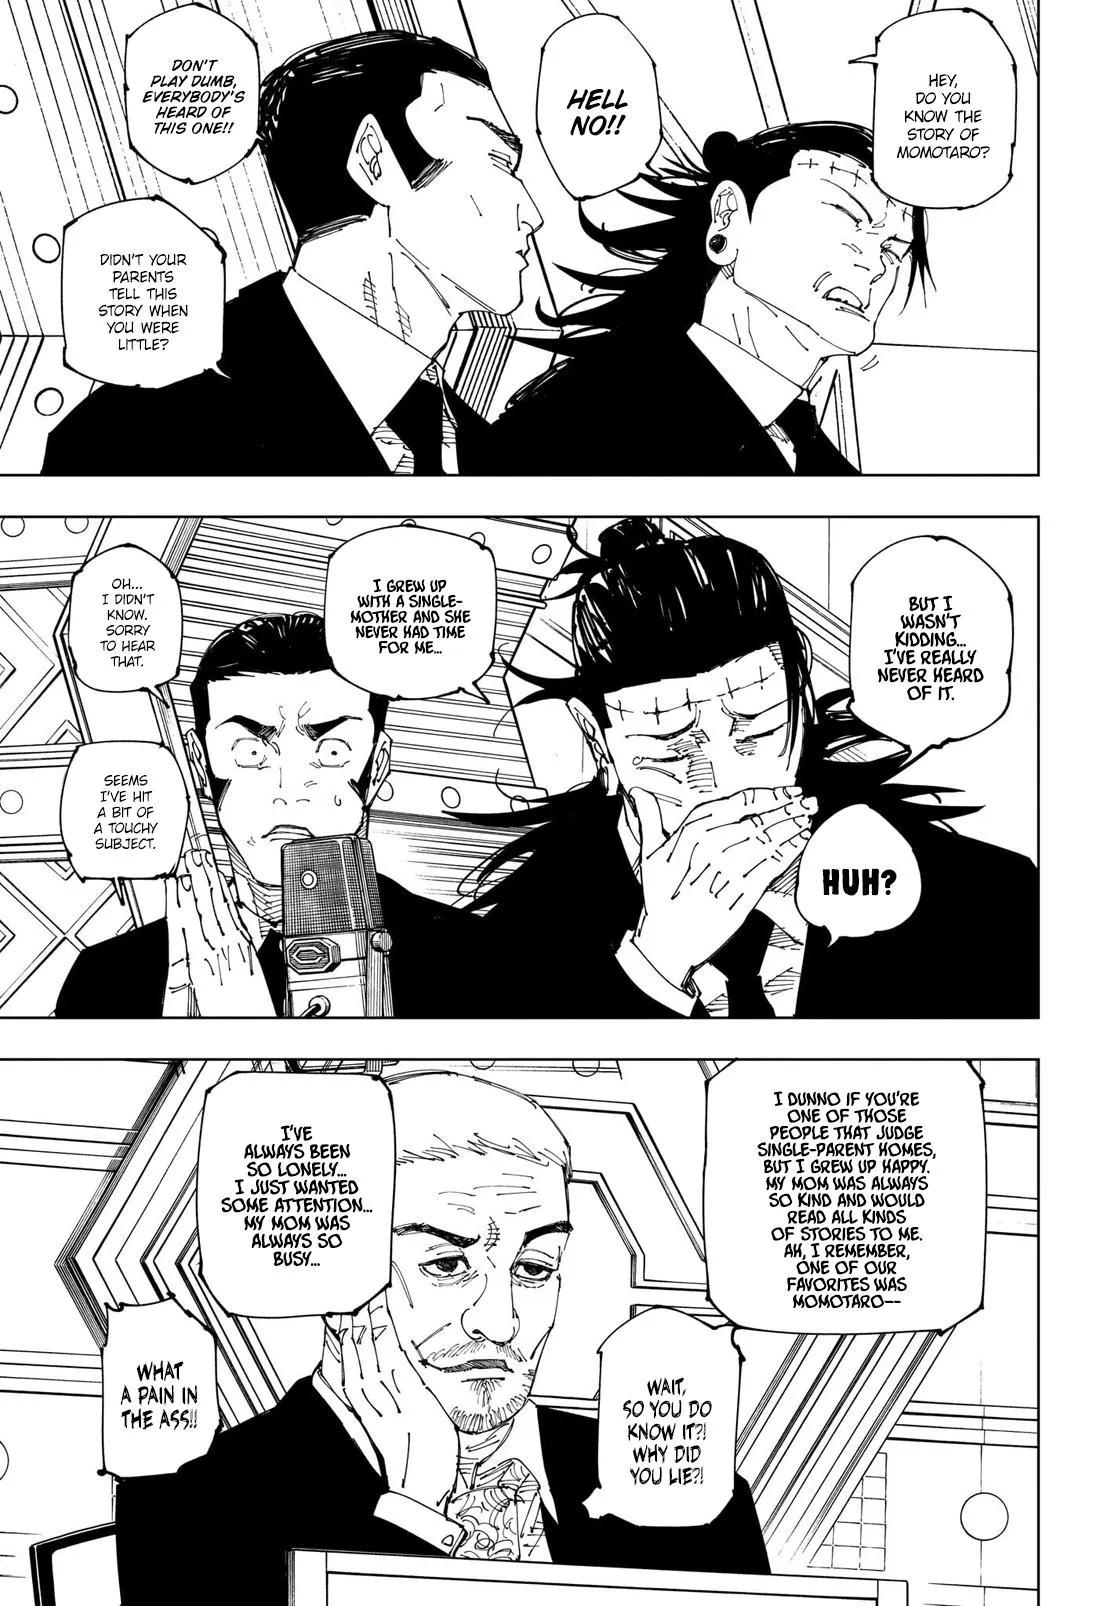 HEY,
DO YOU
KNOW THE
STORY OF
MOMOTARO?
HELL
NO!!
DON'T
PLAY DUMB,
EVERYBODY'S
HEARD OF
THIS ONE!!
DIDN'T YOUR
PARENTS
TELL THIS
STORY WHEN
YOU WERE
LITTLE?
BUT I
WASN'T
KIDDING...
I'VE REALLY
NEVER HEARD
OF IT.
I GREW UP
WITH A SINGLE-
MOTHER AND SHE
NEVER HAD TIME
FOR ME...
OH...
I DIDN'T
KNOW.
SORRY
TO HEAR
THAT.
SEEMS
I'VE HIT
A BIT OF
A TOUCHY
SUBJECT.
HUH?
I DUNNO IF YOU'RE
ONE OF THOSE
PEOPLE THAT JUDGE
SINGLE-PARENT HOMES,
BUT I GREW UP HAPPY.
MY MOM WAS ALWAYS
SO KIND AND WOULD
READ ALL KINDS
OF STORIES TO ME.
AH, I REMEMBER,
ONE OF OUR
FAVORITES WAS
MOMOTARO--
WAIT,
SO YOU DO
KNOW IT?!
WHY DID
YOU LIE?!
I'VE
ALWAYS BEEN
SO LONELY...
I JUST WANTED
SOME ATTENTION...
MY MOM WAS
ALWAYS SO
BUSY...
WHAT
A PAIN IN
THE ASS!!